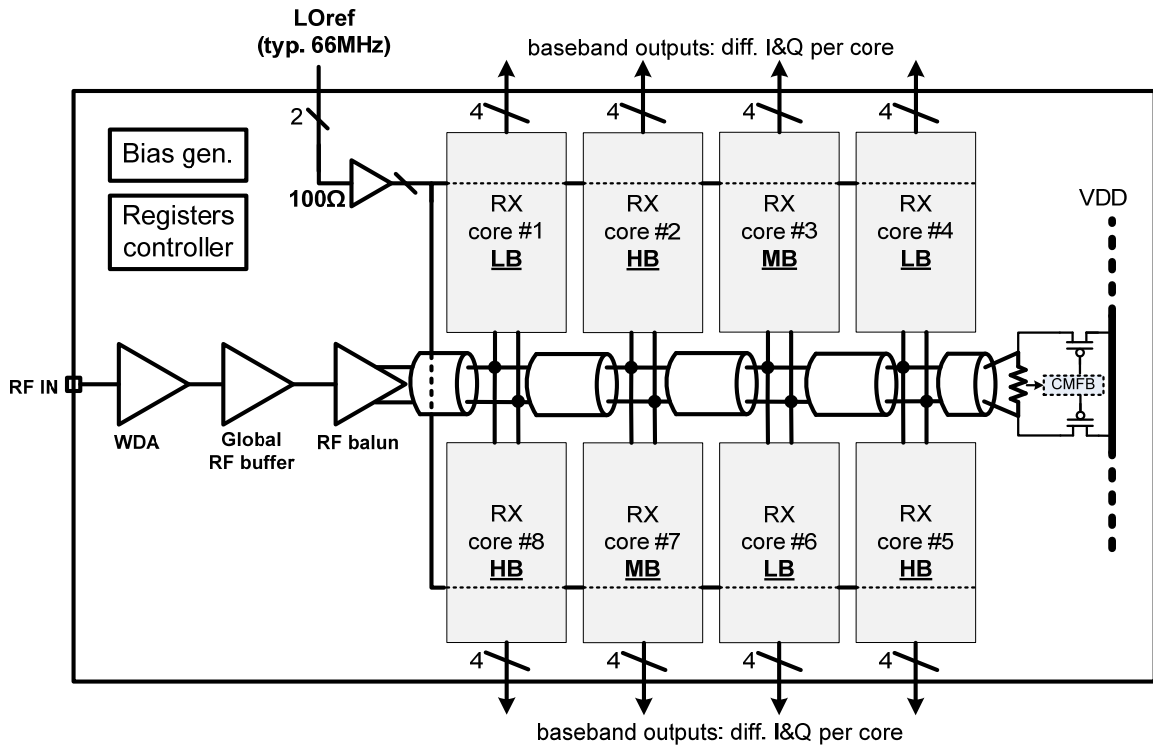 LOref
(typ. 66MHz)
baseband outputs: diff. I&Q per core
2
4
4
4
4
Bias gen.
100Ω
Registers
controller
RX
core #1
LB
RX
core #2
HB
RX
core #3
MB
RX
core #4
LB
VDD
RF IN
WDA
Global
RF buffer
RF balun
CMFB
RX
core #8
HB
RX
core #7
MB
RX
core #6
LB
RX
core #5
HB
4
4
4
4
baseband outputs: diff. I&Q per core